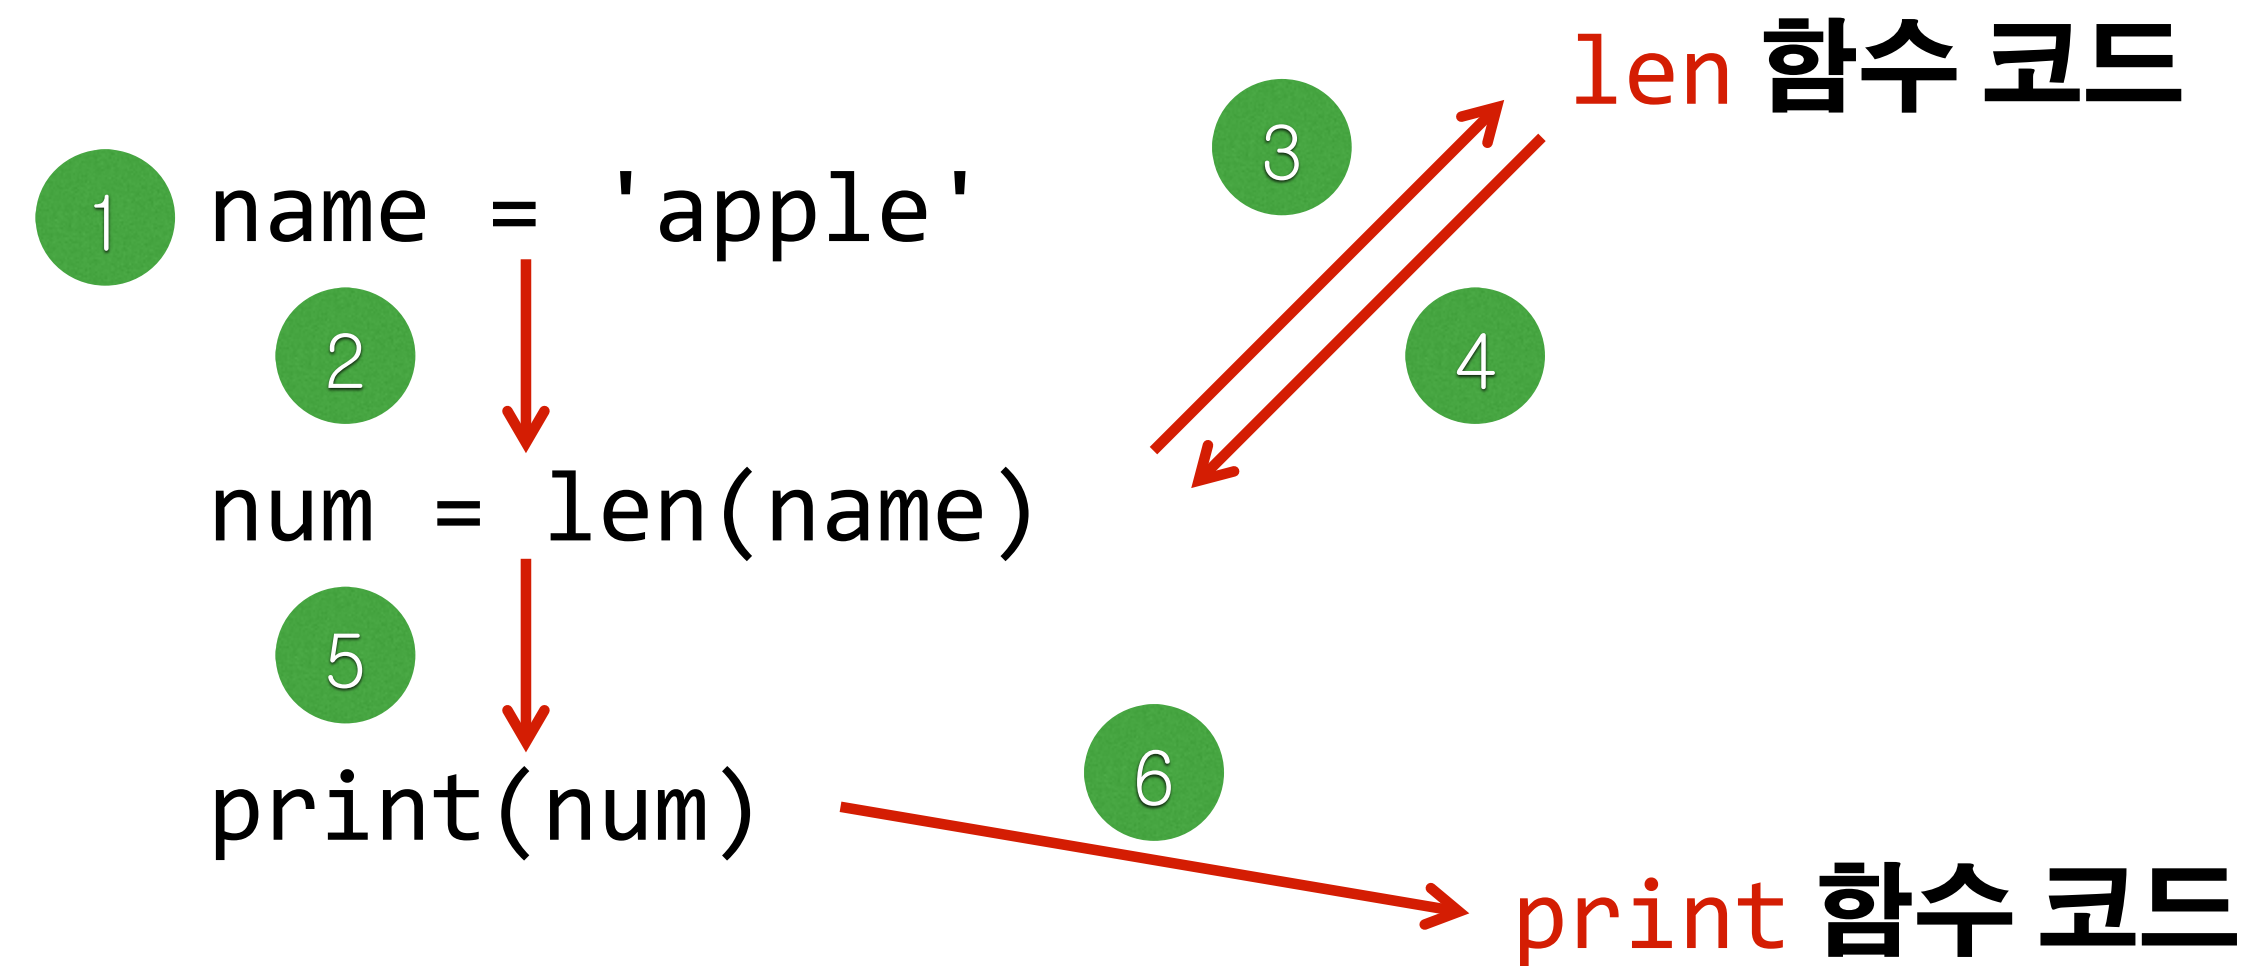 len 함수 코드
3
1 name = 'apple'
2
4
num = len(name)
5
6
print(num)
print 함수 코드